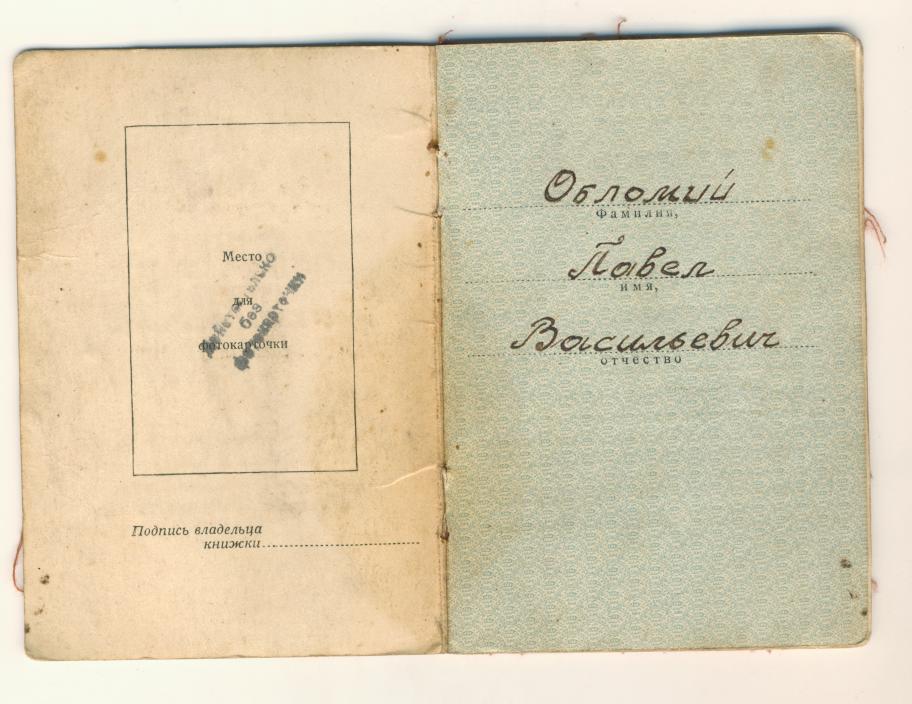 Место
для
фотокарточки
Действительно
без
фотокарточки
Подпись владельца
книжки
Обломий
Фамилия,
Павел
имя,
Васильевич
отчество